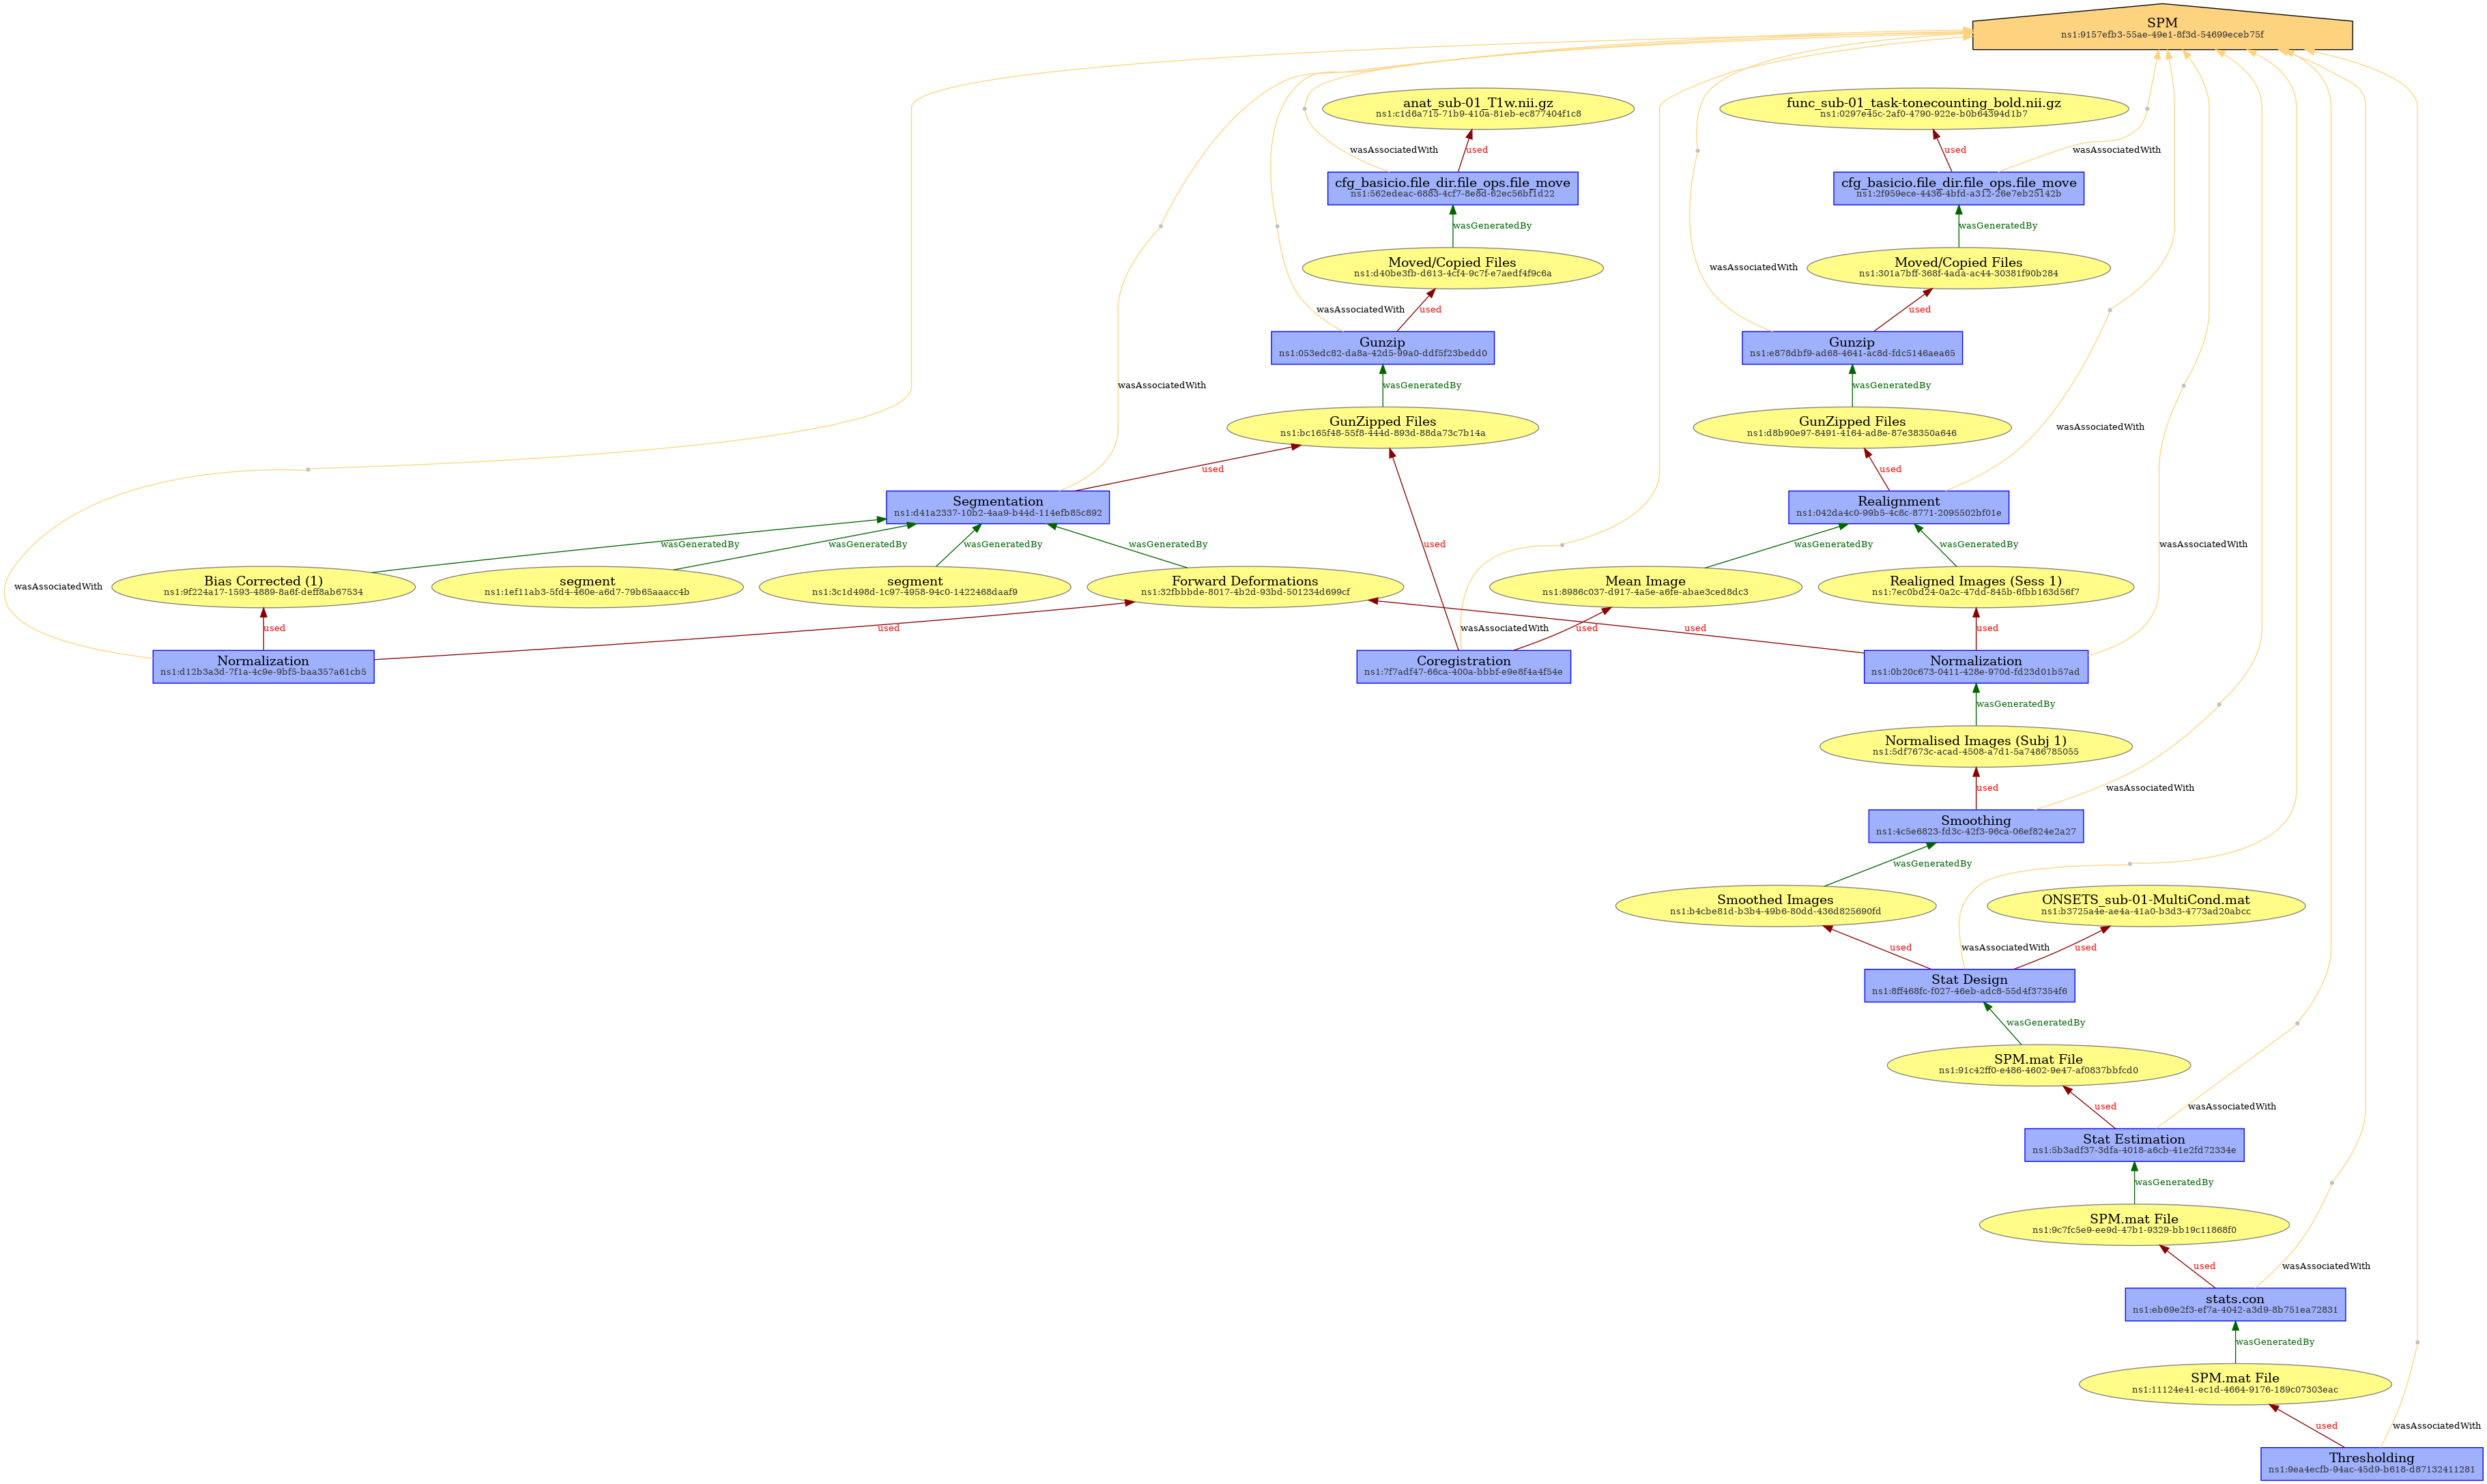 SPM
ns1:9157efb3-55ae-49e1-8f3d-54699eceb75f
anat_sub-01_T1w.nii.gz
ns1:c1d6a715-71b9-410a-81eb-ec877404f1c8
func_sub-01_task-tonecounting_bold.nii.gz
ns1:0297e45c-2af0-4790-922e-b0b64394d1b7
wasAssociatedWith
used
used
wasAssociatedWith
cfg_basicio.file_dir.file_ops.file_move
ns1:562edeac-6883-4cf7-8e8d-62ec56bf1d22
cfg_basicio.file_dir.file_ops.file_move
ns1:2f959ece-4436-4bfd-a312-26e7eb25142b
wasGeneratedBy
wasGeneratedBy
Moved/Copied Files
ns1:d40be3fb-d613-4cf4-9c7f-e7aedf4f9c6a
wasAssociatedWith
Moved/Copied Files
ns1:301a7bff-368f-4ada-ac44-30381f90b284
wasAssociatedWith
used
used
Gunzip
ns1:053edc82-da8a-42d5-99a0-ddf5f23bedd0
Gunzip
ns1:e878dbf9-ad68-4641-ac8d-fdc5146aea65
wasAssociatedWith
wasGeneratedBy
wasGeneratedBy
GunZipped Files
ns1:bc165f48-55f8-444d-893d-88da73c7b14a
GunZipped Files
ns1:d8b90e97-8491-4164-ad8e-87e38350a646
wasAssociatedWith
used
used
Segmentation
ns1:d41a2337-10b2-4aa9-b44d-114efb85c892
Realignment
ns1:042da4c0-99b5-4c8c-8771-2095502bf01e
wasGeneratedBy
wasGeneratedBy
wasGeneratedBy
wasGeneratedBy
used
wasGeneratedBy
wasGeneratedBy
wasAssociatedWith
wasAssociatedWith
Bias Corrected (1)
ns1:9f224a17-1593-4889-8a6f-deff8ab67534
segment
ns1:1ef11ab3-5fd4-460e-a6d7-79b65aaacc4b
segment
ns1:3c1d498d-1c97-4958-94c0-1422468daaf9
Forward Deformations
ns1:32fbbbde-8017-4b2d-93bd-501234d699cf
Mean Image
ns1:8986c037-d917-4a5e-a6fe-abae3ced8dc3
Realigned Images (Sess 1)
ns1:7ec0bd24-0a2c-47dd-845b-6fbb163d56f7
used
used
wasAssociatedWith
used
used
used
Normalization
ns1:d12b3a3d-7f1a-4c9e-9bf5-baa357a61cb5
Coregistration
ns1:7f7adf47-66ca-400a-bbbf-e9e8f4a4f54e
Normalization
ns1:0b20c673-0411-428e-970d-fd23d01b57ad
wasGeneratedBy
Normalised Images (Subj 1)
ns1:5df7673c-acad-4508-a7d1-5a7486785055
used
wasAssociatedWith
Smoothing
ns1:4c5e6823-fd3c-42f3-96ca-06ef824e2a27
wasGeneratedBy
Smoothed Images
ns1:b4cbe81d-b3b4-49b6-80dd-436d825690fd
ONSETS_sub-01-MultiCond.mat
ns1:b3725a4e-ae4a-41a0-b3d3-4773ad20abcc
used
wasAssociatedWith
used
Stat Design
ns1:8ff468fc-f027-46eb-adc8-55d4f37354f6
wasGeneratedBy
SPM.mat File
ns1:91c42ff0-e486-4602-9e47-af0837bbfcd0
used
wasAssociatedWith
Stat Estimation
ns1:5b3adf37-3dfa-4018-a6cb-41e2fd72334e
wasGeneratedBy
SPM.mat File
ns1:9c7fc5e9-ee9d-47b1-9329-bb19c11868f0
used
wasAssociatedWith
stats.con
ns1:eb69e2f3-ef7a-4042-a3d9-8b751ea72831
wasGeneratedBy
SPM.mat File
ns1:11124e41-ec1d-4664-9176-189c07303eac
used
wasAssociatedWith
Thresholding
ns1:9ea4ecfb-94ac-45d9-b618-d87132411281